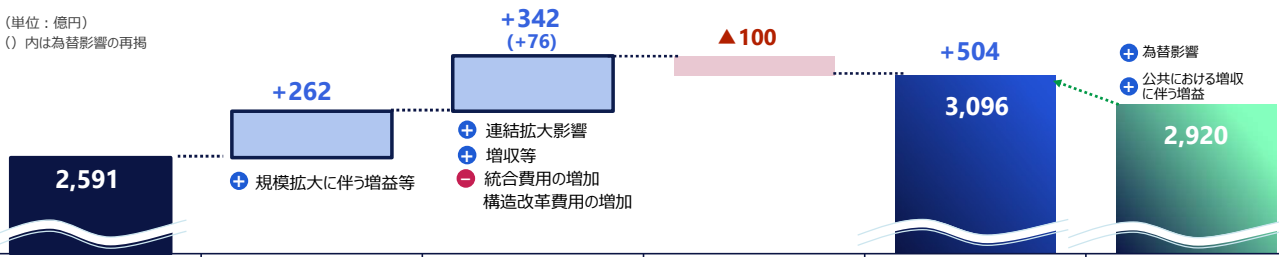 （単位：億円）
（）内は為替影響の再掲
2,591
+262
＋ 規模拡大に伴う増益等
+342
(+76)
＋ 連結拡大影響
＋ 増収等
− 統合費用の増加
構造改革費用の増加
▲100
+504
3,096
＋ 為替影響
＋ 公共における増収
に伴う増益
2,920